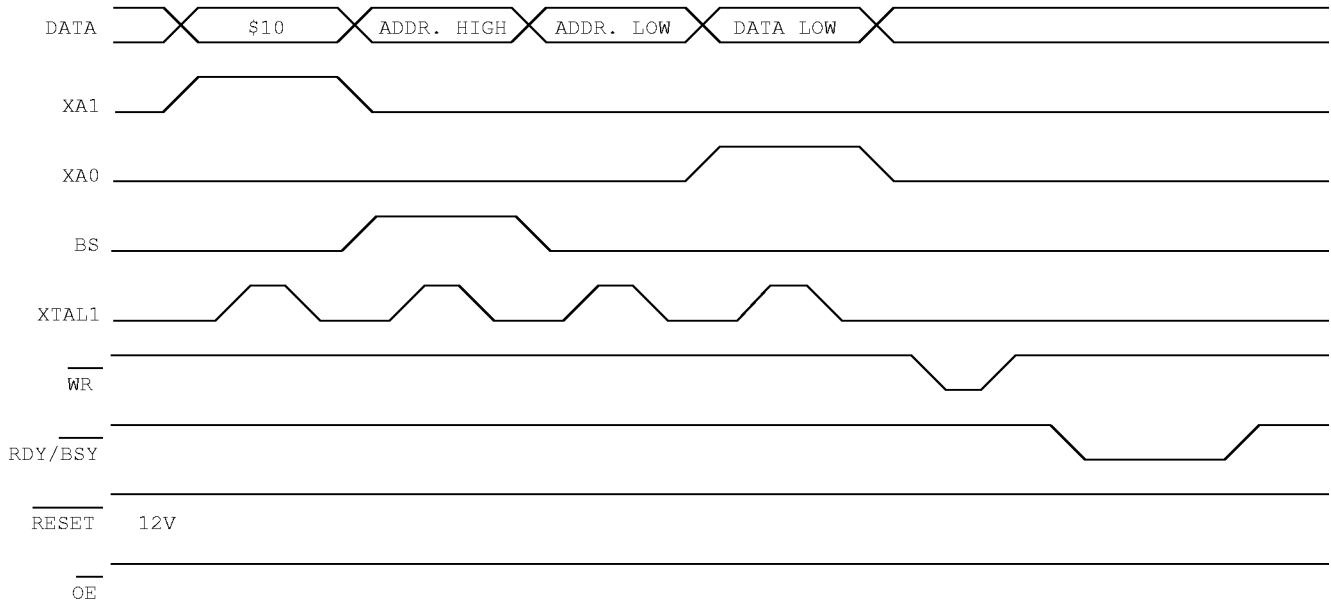 DATA $10 ADDR. HIGH ADDR. LOW DATA LOW
XA1
XA0
BS
XTAL1
WR
RDY/BSY
RESET 12V
OE